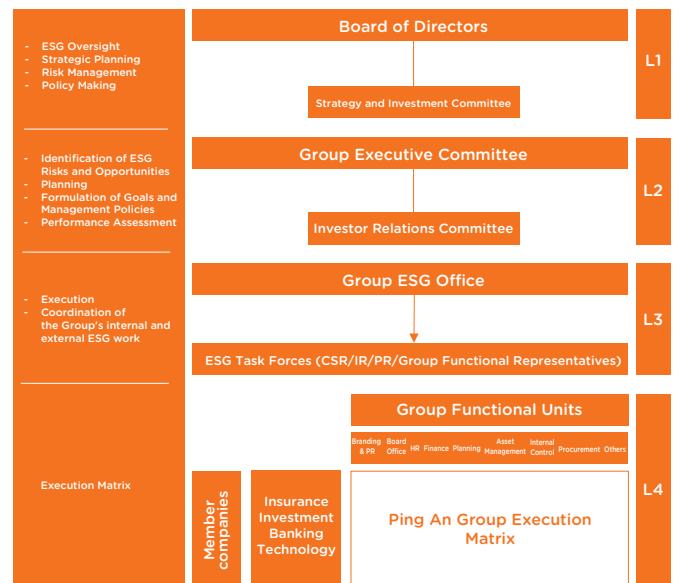 Board of Directors
L1
- ESG Oversight
- Strategic Planning
- Risk Management
- Policy Making
Strategy and Investment Committee
Group Executive Committee
L2
- Identification of ESG
Risks and Opportunities
- Planning
- Formulation of Goals and
Management Policies
- Performance Assessment
Investor Relations Committee
Group ESG Office
L3
- Execution
- Coordination of
the Group's internal and
external ESG work
ESG Task Forces (CSR/IR/PR/Group Functional Representatives)
Group Functional Units
L4
Branding
& PR
Board
Office
HR
Finance
Planning
Asset
Management
Internal
Control
Procurement
Others
Execution Matrix
Member
companies
Insurance
Investment
Banking
Technology
Ping An Group Execution
Matrix